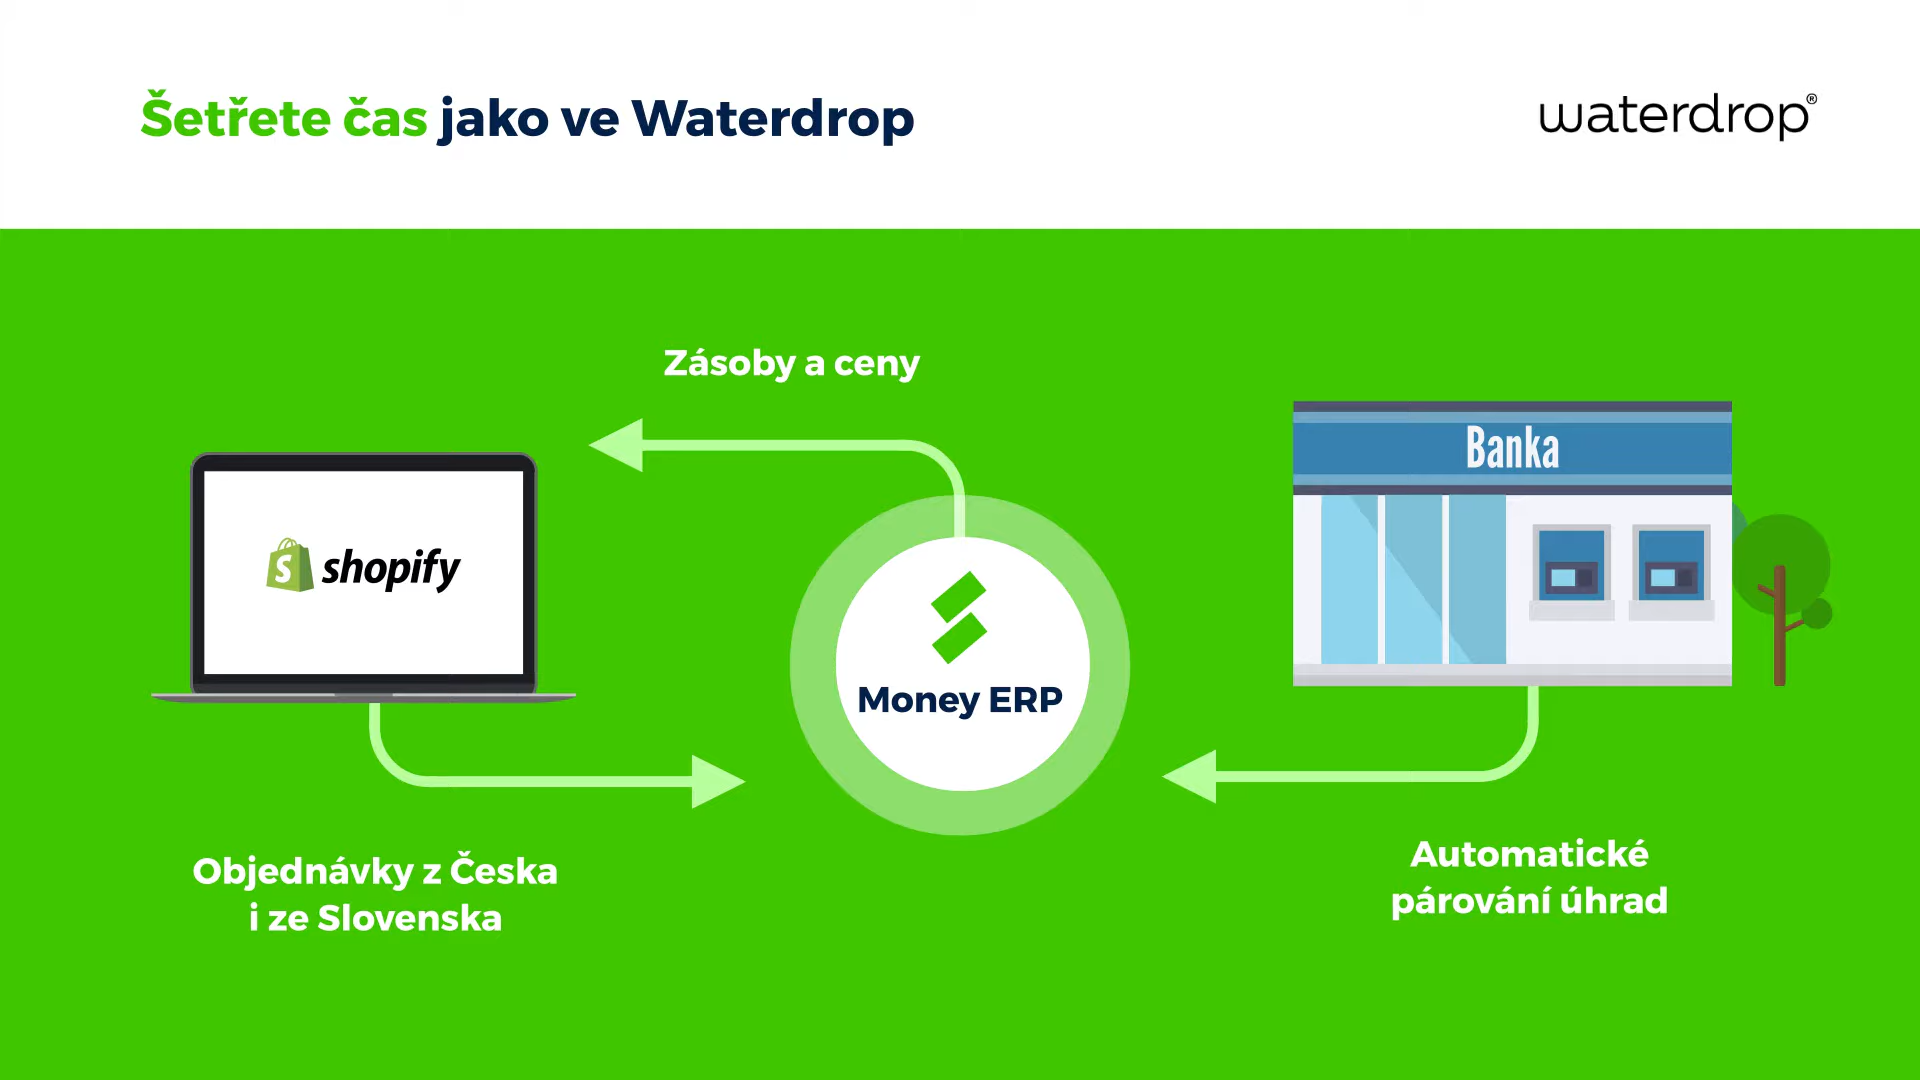 Šetřete čas jako ve Waterdrop
waterdrop®
Zásoby a ceny
Banka
shopify
Money ERP
Objednávky z Česka
i ze Slovenska
Automatické
párování úhrad